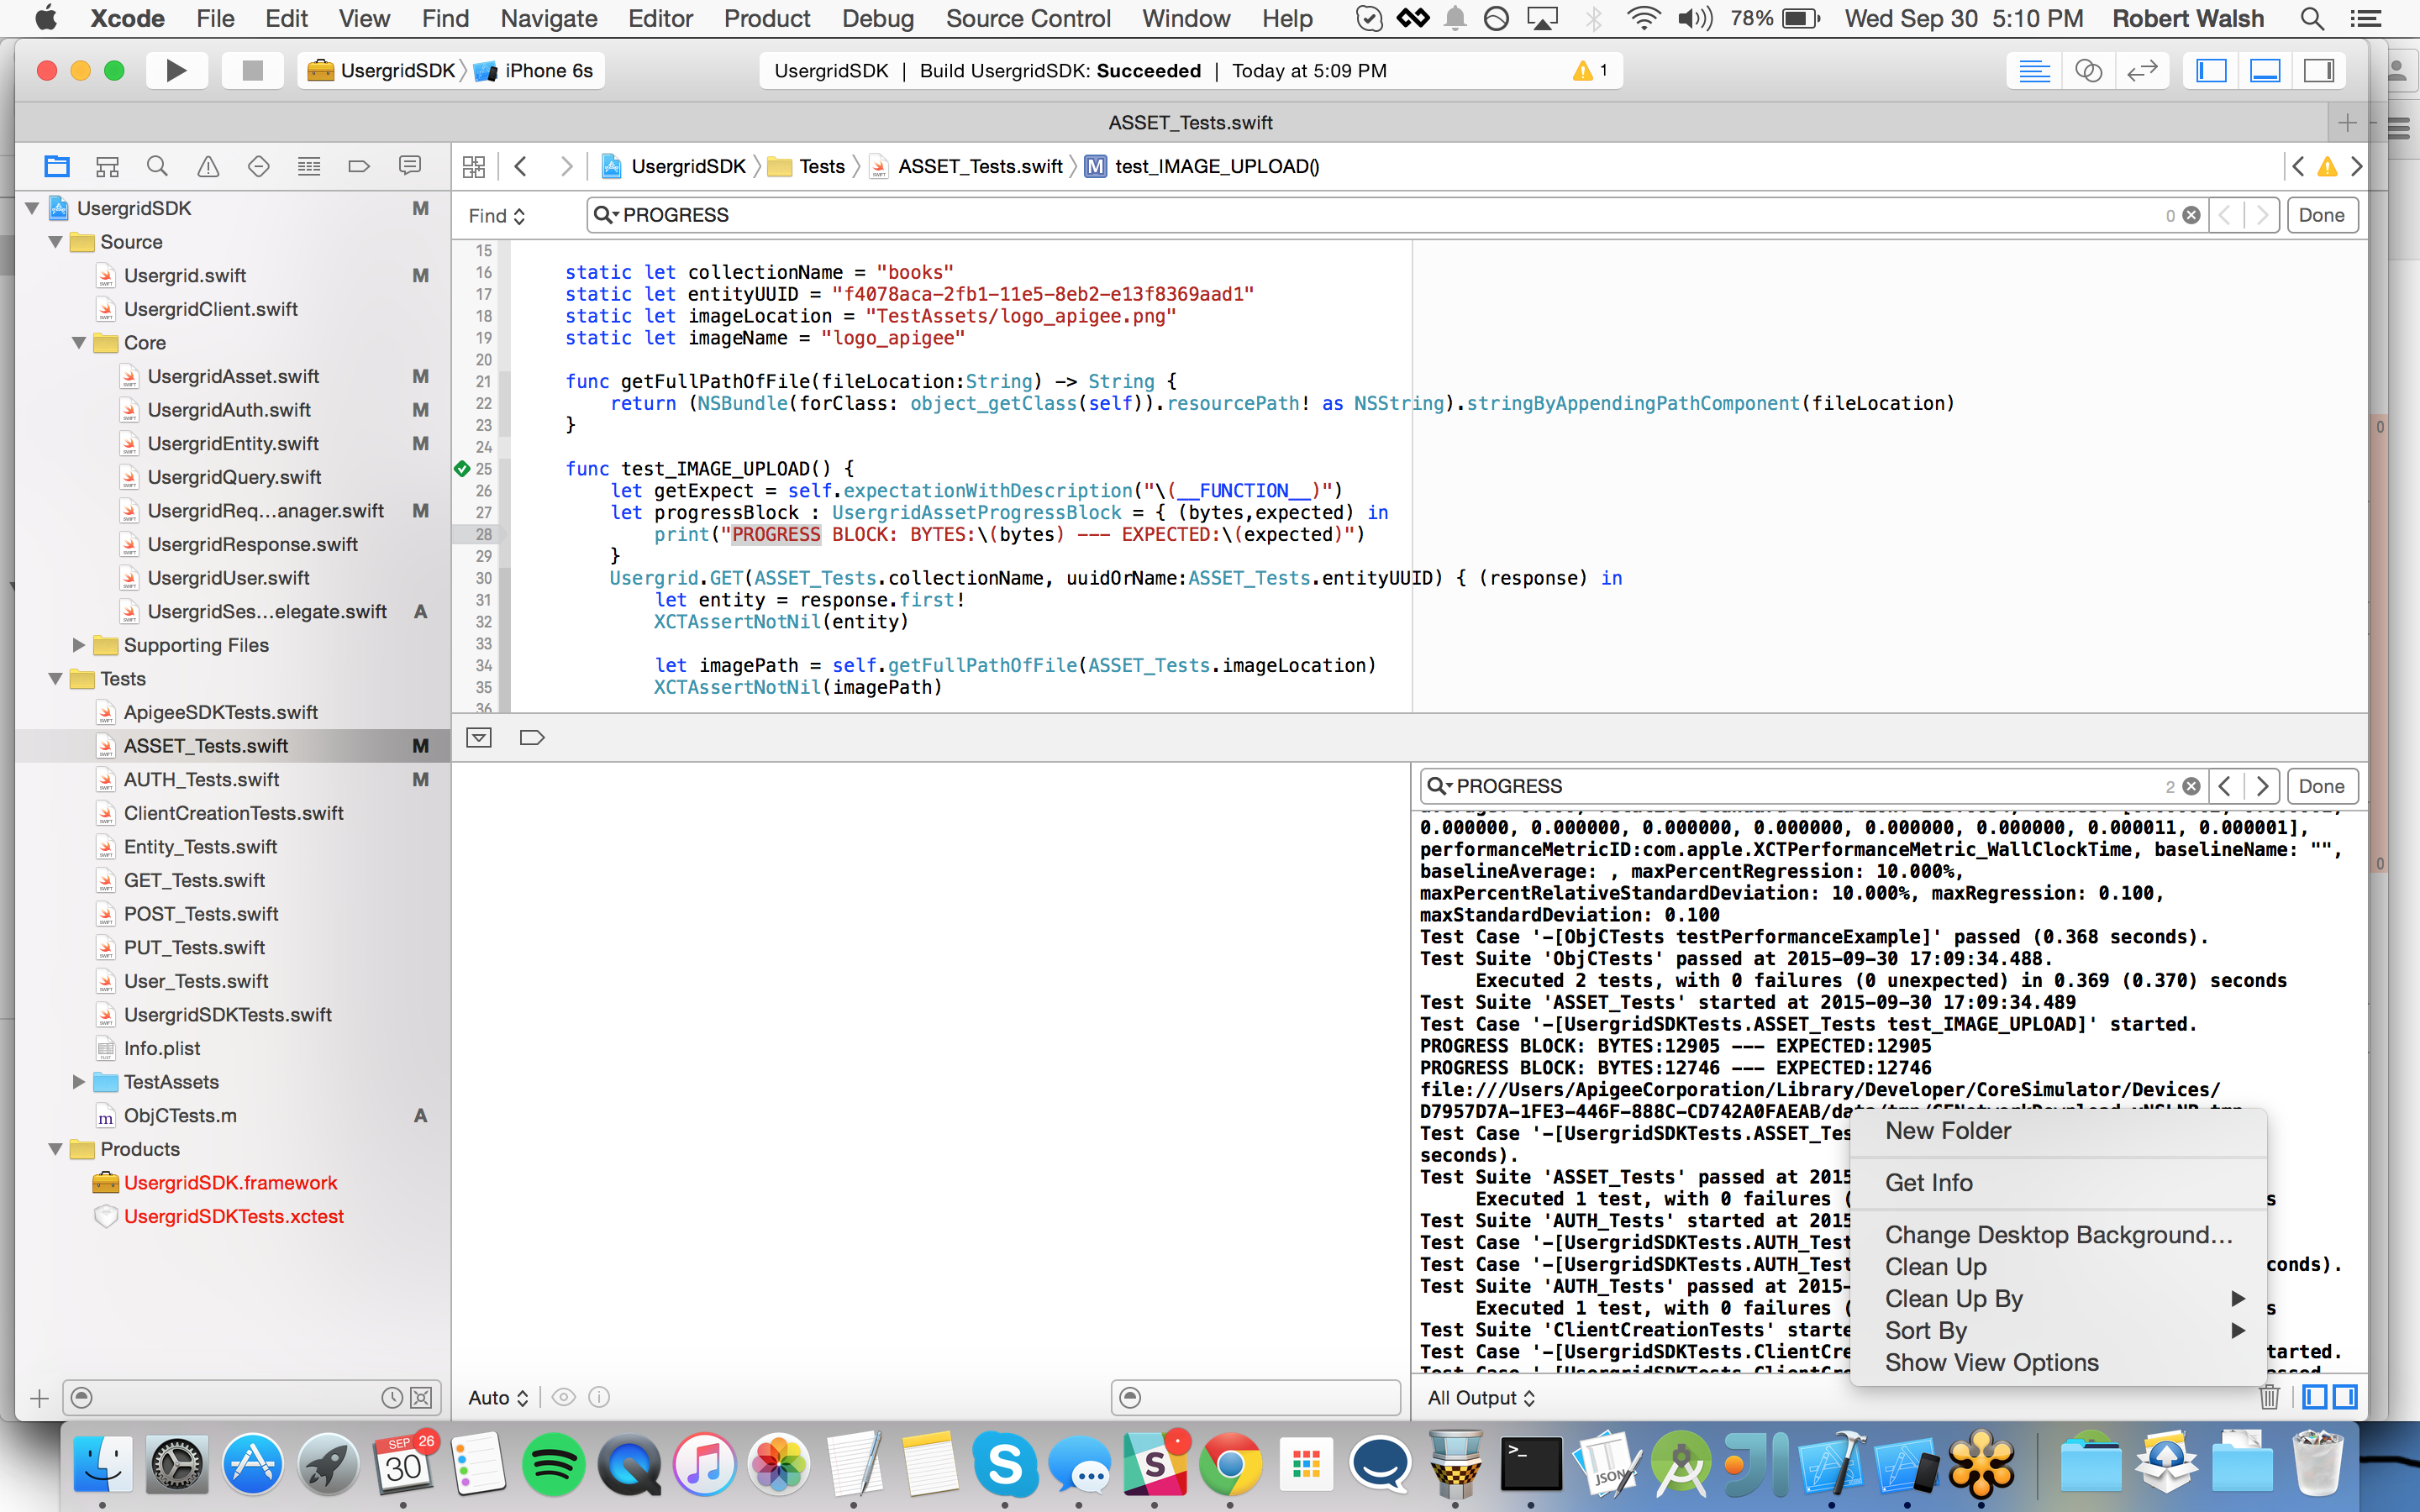 Xcode File Edit View Find Navigate Editor Product Debug Source Control Window Help 78% Wed Sep 30 5:10 PM Robert Walsh
UsergridSDK iPhone 6s UsergridSDK | Build UsergridSDK: Succeeded | Today at 5:09 PM 1
ASSET_Tests.swift
UsergridSDK Tests ASSET_Tests.swift M test_IMAGE_UPLOAD()
Find PROGRESS 0 Done
UsergridSDK M
Source
Usergrid.swift M
UsergridClient.swift
Core
UsergridAsset.swift M
UsergridAuth.swift M
UsergridEntity.swift M
UsergridQuery.swift
UsergridReq...anager.swift M
UsergridResponse.swift
UsergridUser.swift
UsergridSes...elegate.swift A
Supporting Files
Tests
ApigeeSDKTests.swift
ASSET_Tests.swift M
AUTH_Tests.swift M
ClientCreationTests.swift
Entity_Tests.swift
GET_Tests.swift
POST_Tests.swift
PUT_Tests.swift
User_Tests.swift
UsergridSDKTests.swift
Info.plist
TestAssets
ObjCTests.m A
Products
UsergridSDK.framework
UsergridSDKTests.xctest
15
16 static let collectionName = "books"
17 static let entityUUID = "f4078aca-2fb1-11e5-8eb2-e13f8369aad1"
18 static let imageLocation = "TestAssets/logo_apigee.png"
19 static let imageName = "logo_apigee"
20
21 func getFullPathOfFile(fileLocation:String) -> String {
22 return (NSBundle(forClass: object_getClass(self)).resourcePath! as NSString).stringByAppendingPathComponent(fileLocation)
23 }
24
25 func test_IMAGE_UPLOAD() {
26 let getExpect = self.expectationWithDescription("\(__FUNCTION__)")
27 let progressBlock : UsergridAssetProgressBlock = { (bytes,expected) in
28 print("PROGRESS BLOCK: BYTES:\(bytes) --- EXPECTED:\(expected)")
29 }
30 Usergrid.GET(ASSET_Tests.collectionName, uuidOrName:ASSET_Tests.entityUUID) { (response) in
31 let entity = response.first!
32 XCTAssertNotNil(entity)
33
34 let imagePath = self.getFullPathOfFile(ASSET_Tests.imageLocation)
35 XCTAssertNotNil(imagePath)
36
PROGRESS 2 Done
0.000000, 0.000000, 0.000000, 0.000000, 0.000000, 0.000000, 0.000011, 0.000001],
performanceMetricID:com.apple.XCTPerformanceMetric_WallClockTime, baselineName: "",
baselineAverage: , maxPercentRegression: 10.000%,
maxPercentRelativeStandardDeviation: 10.000%, maxRegression: 0.100,
maxStandardDeviation: 0.100
Test Case '-[ObjCTests testPerformanceExample]' passed (0.368 seconds).
Test Suite 'ObjCTests' passed at 2015-09-30 17:09:34.488.
Executed 2 tests, with 0 failures (0 unexpected) in 0.369 (0.370) seconds
Test Suite 'ASSET_Tests' started at 2015-09-30 17:09:34.489
Test Case '-[UsergridSDKTests.ASSET_Tests test_IMAGE_UPLOAD]' started.
PROGRESS BLOCK: BYTES:12905 --- EXPECTED:12905
PROGRESS BLOCK: BYTES:12746 --- EXPECTED:12746
file:///Users/ApigeeCorporation/Library/Developer/CoreSimulator/Devices/
D7957D7A-1FE3-446F-888C-CD742A0FAEAB/data/tmp/
Test Case '-[UsergridSDKTests.ASSET_Tes
seconds).
Test Suite 'ASSET_Tests' passed at 2015
Executed 1 test, with 0 failures ( s
Test Suite 'AUTH_Tests' started at 2015
Test Case '-[UsergridSDKTests.AUTH_Test
Test Case '-[UsergridSDKTests.AUTH_Test conds).
Test Suite 'AUTH_Tests' passed at 2015-
Executed 1 test, with 0 failures ( s
Test Suite 'ClientCreationTests' starte
Test Case '-[UsergridSDKTests.ClientCre tarted.
New Folder
Get Info
Change Desktop Background...
Clean Up
Clean Up By
Sort By
Show View Options
Auto All Output
0
0
SEP 26
30
S
S
>_
JSON